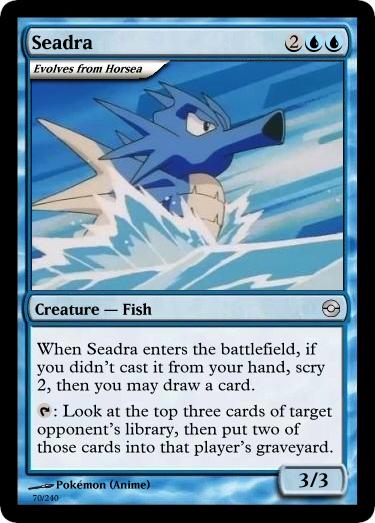 Seadra 2
Evolves from Horsea
Creature — Fish
When Seadra enters the battlefield, if
you didn't cast it from your hand, scry
2, then you may draw a card.
: Look at the top three cards of target
opponent's library, then put two of
those cards into that player's graveyard.
3/3
Pokémon (Anime)
70/240